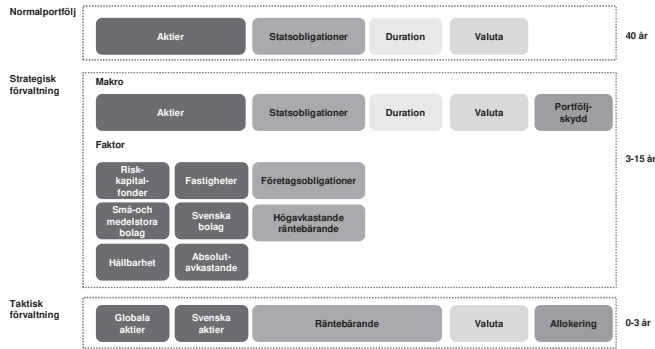 Normalportfölj
Aktier
Statsobligationer
Duration
Valuta
40 år
Strategisk
förvaltning
Makro
Aktier
Statsobligationer
Duration
Valuta
Portfölj-
skydd
Faktor
Risk-
kapital-
fonder
Fastigheter
Företagsobligationer
3-15 år
Små-och
medelstora
bolag
Svenska
bolag
Högavkastande
räntebärande
Hållbarhet
Absolut-
avkastande
Taktisk
förvaltning
Globala
aktier
Svenska
aktier
Räntebärande
Valuta
Allokering
0-3 år